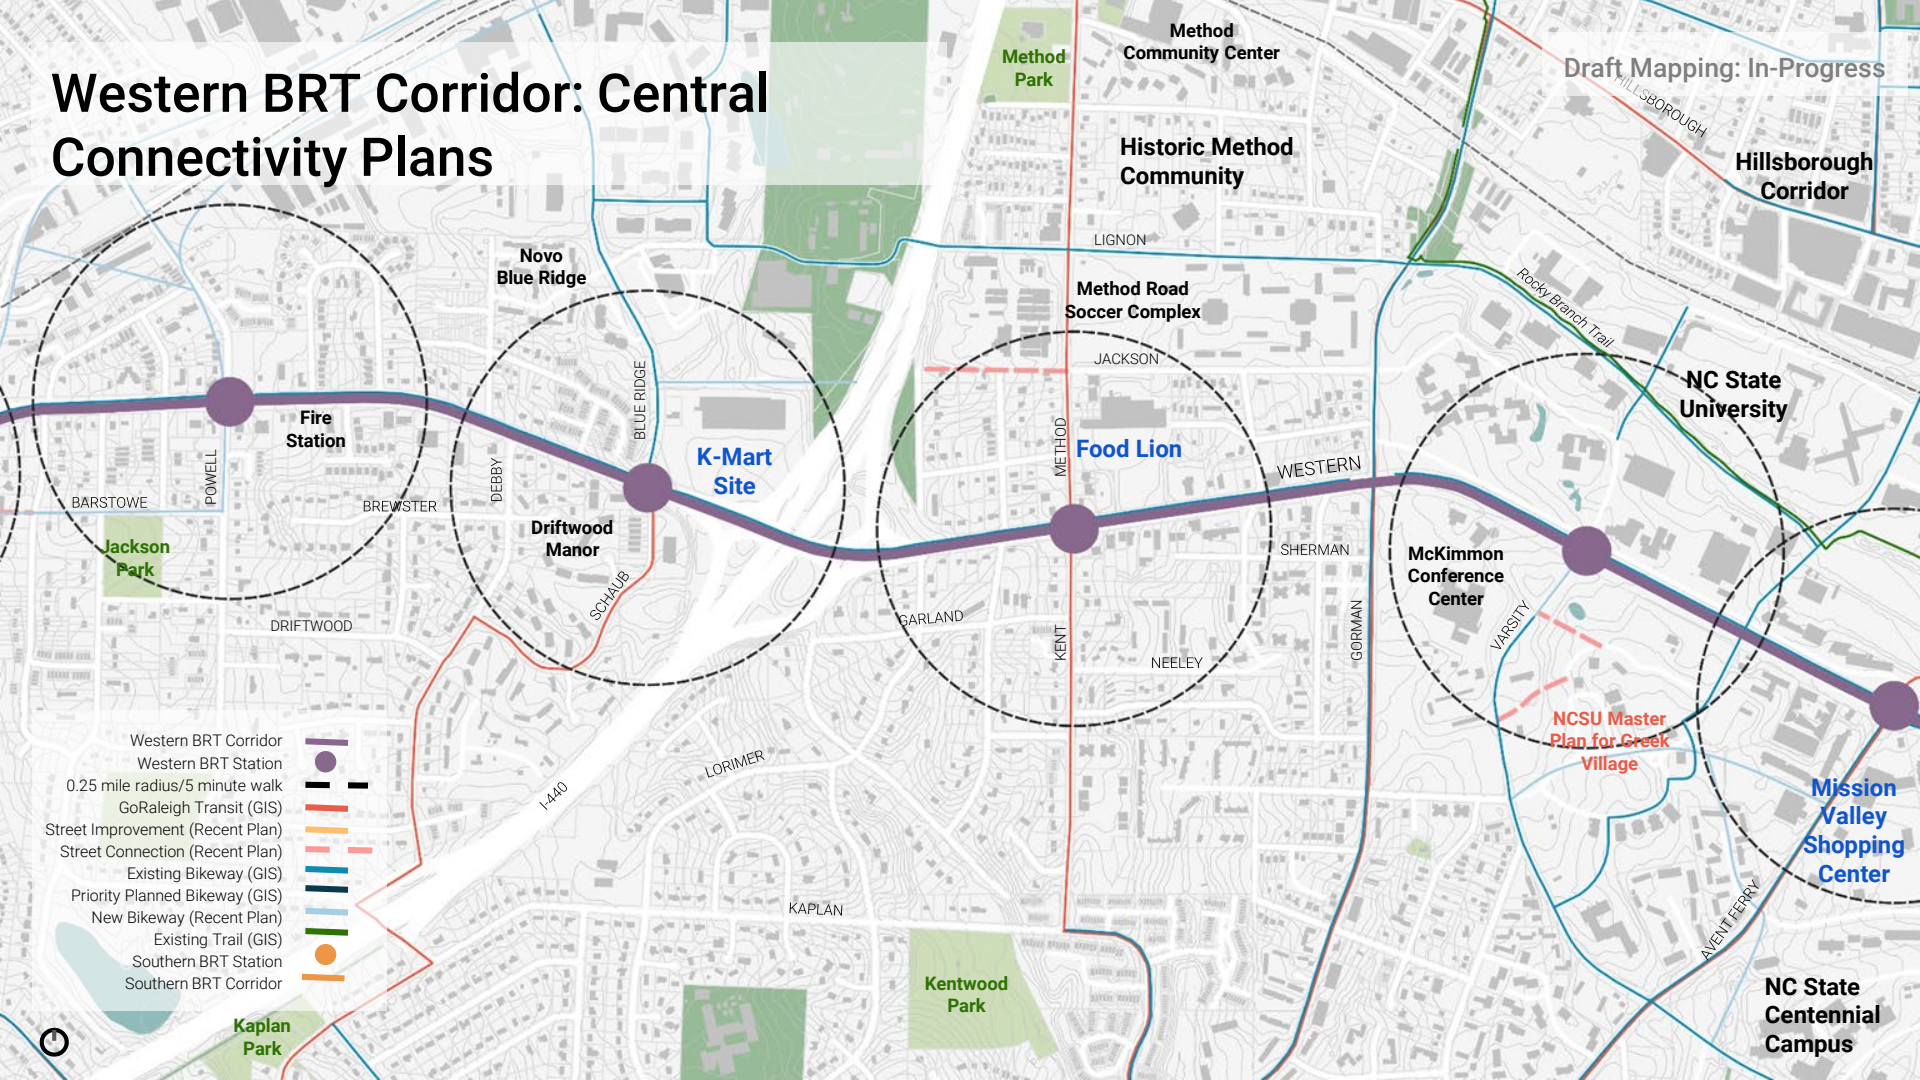 Western BRT Corridor: Central
Connectivity Plans
Draft Mapping: In-Progress
Method
Park
Method
Community Center
HILLSBOROUGH
Historic Method
Community
Hillsborough
Corridor
LIGNON
Novo
Blue Ridge
Method Road
Soccer Complex
Rocky Branch Trail
JACKSON
NC State
University
BLUE RIDGE
Fire
Station
K-Mart
Site
METHOD
Food Lion
WESTERN
POWELL
DEBBY
BARSTOWE
BREWSTER
Driftwood
Manor
Jackson
Park
SHERMAN
McKimmon
Conference
Center
SCHAUB
GARLAND
DRIFTWOOD
KENT
GORMAN
VARSITY
NEELEY
NCSU Master
Plan for Greek
Village
LORIMER
I-440
Mission
Valley
Shopping
Center
KAPLAN
AVENT FERRY
Kentwood
Park
NC State
Centennial
Campus
Kaplan
Park
Western BRT Corridor
Western BRT Station
0.25 mile radius/5 minute walk
GoRaleigh Transit (GIS)
Street Improvement (Recent Plan)
Street Connection (Recent Plan)
Existing Bikeway (GIS)
Priority Planned Bikeway (GIS)
New Bikeway (Recent Plan)
Existing Trail (GIS)
Southern BRT Station
Southern BRT Corridor